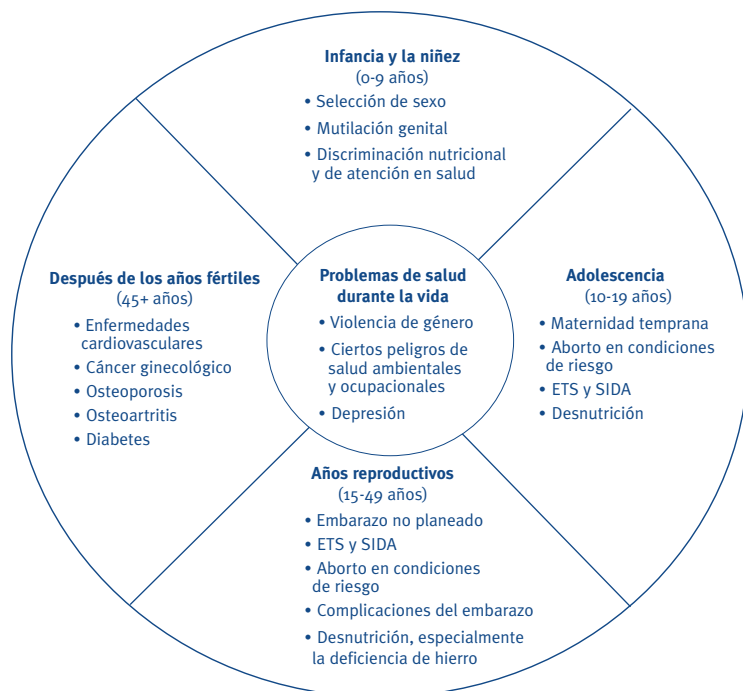 Infancia y la niñez
(0-9 años)
• Selección de sexo
• Mutilación genital
• Discriminación nutricional
y de atención en salud
Después de los años fértiles
(45+ años)
• Enfermedades
cardiovasculares
• Cáncer ginecológico
• Osteoporosis
• Osteoartritis
• Diabetes
Problemas de salud
durante la vida
• Violencia de género
• Ciertos peligros de
salud ambientales
y ocupacionales
• Depresión
Adolescencia
(10-19 años)
• Maternidad temprana
• Aborto en condiciones
de riesgo
• ETS y SIDA
• Desnutrición
Años reproductivos
(15-49 años)
• Embarazo no planeado
• ETS y SIDA
• Aborto en condiciones
de riesgo
• Complicaciones del embarazo
• Desnutrición, especialmente
la deficiencia de hierro